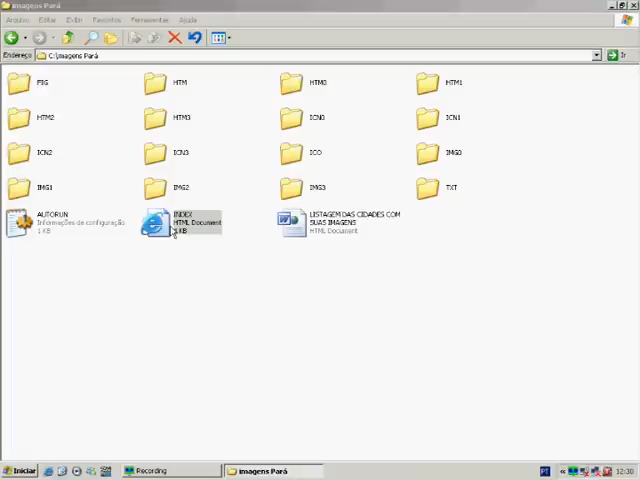 Imagens Pará
Arquivo Editar Exibir Favoritos Ferramentas Ajuda
Endereço C:\Imagens Pará Ir
FIG HTM HTM0 HTM1
HTM2 HTM3 ICN0 ICN1
ICN2 ICN3 ICO IMG0
IMG1 IMG2 IMG3 TXT
AUTORUN
Informações de configuração
1 KB
INDEX
HTML Document
1 KB
LISTAGEM DAS CIDADES COM
SUAS IMAGENS
HTML Document
Iniciar Recording Imagens Pará PT « 12:30